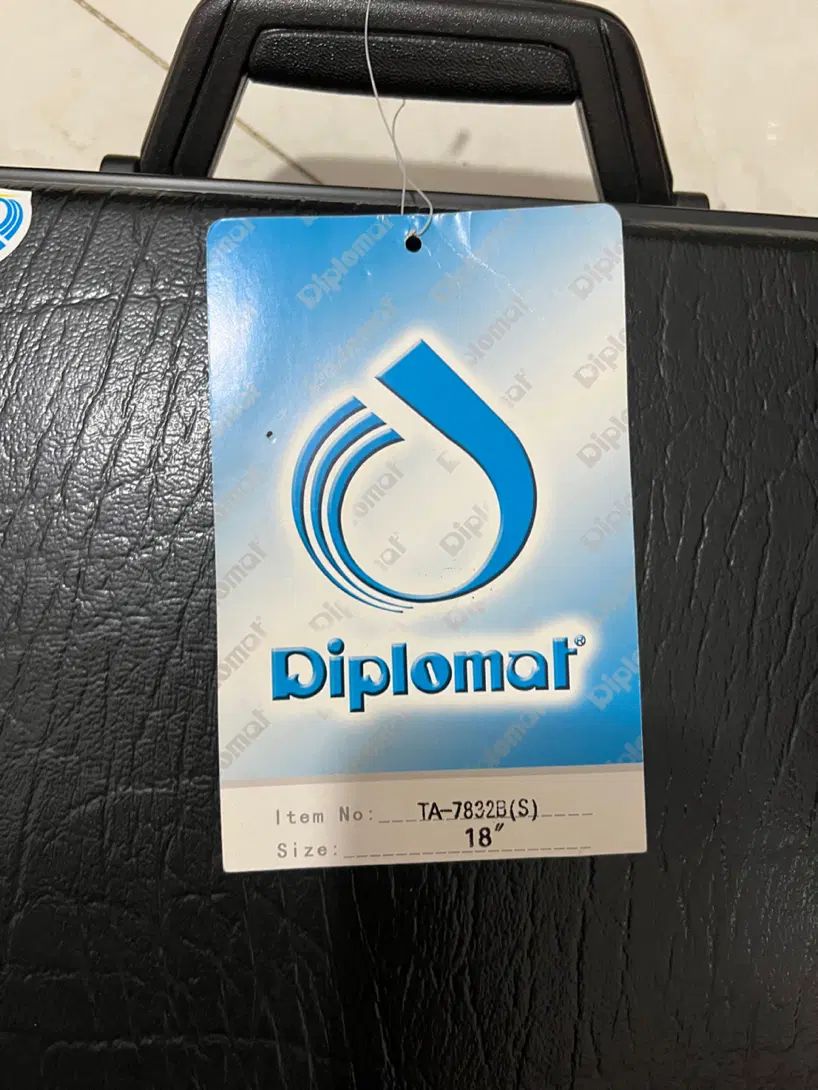 Diplomat®
Item No: TA-7832B(S)
Size: 18"